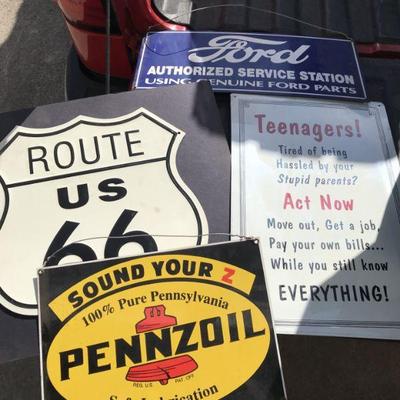 Ford
AUTHORIZED SERVICE STATION
USING GENUINE FORD PARTS
ROUTE
US
66
Teenagers!
Tired of being
Hassled by your
Stupid parents?
Act Now
Move out, Get a job,
Pay your own bills...
While you still know
EVERYTHING!
SOUND YOUR Z
100% Pure Pennsylvania
PENNZOIL
REG. U.S. PAT. OFF.
Safe Lubrication